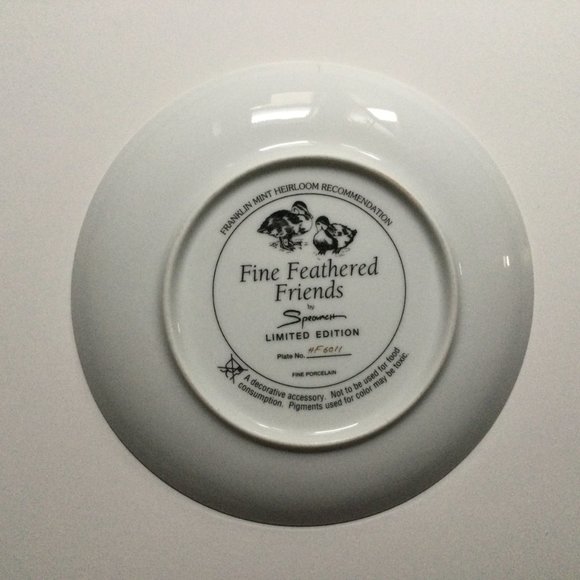 FRANKLIN MINT HEIRLOOM RECOMMENDATION
Fine Feathered
Friends
by
LIMITED EDITION
Plate No. HF6011
FINE PORCELAIN
A decorative accessory. Not to be used for food
consumption. Pigments used for color may be toxic.